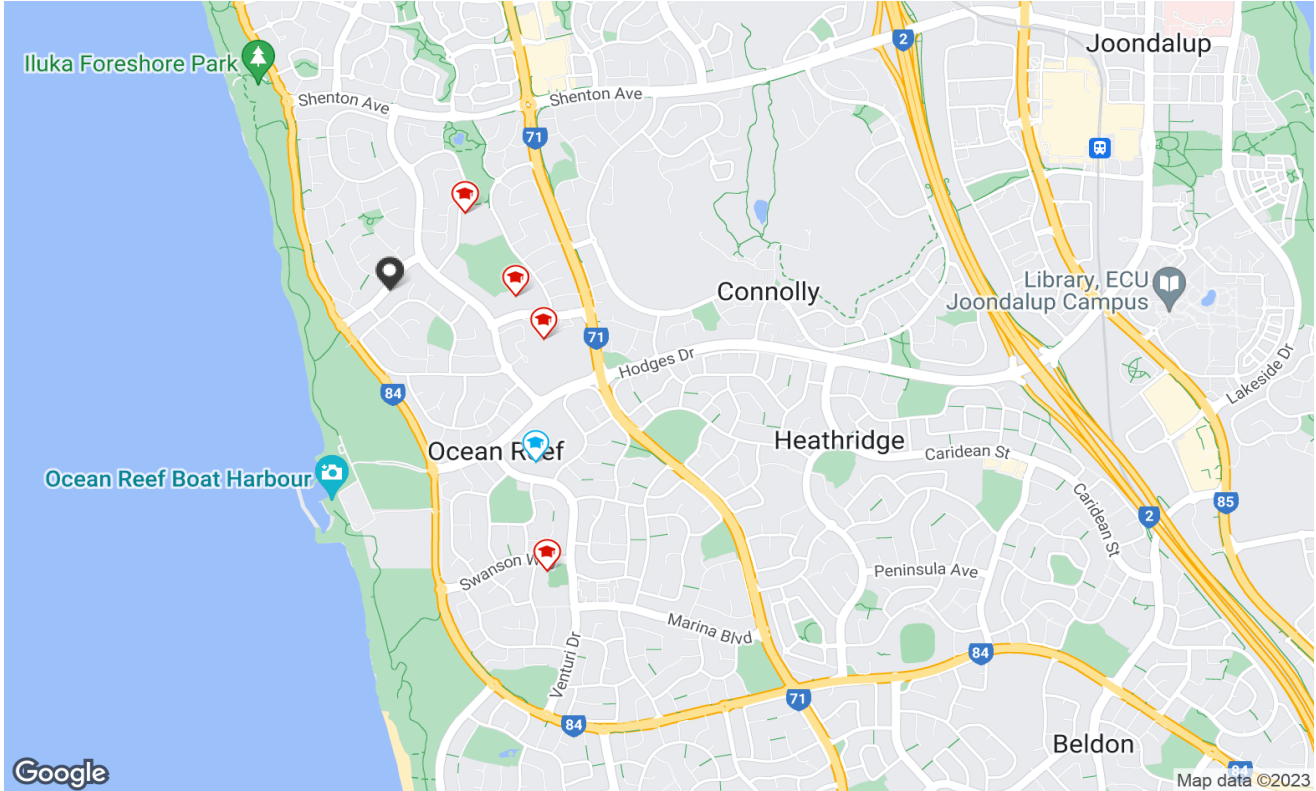 2
Joondalup
Iluka Foreshore Park
Shenton Ave
Shenton Ave
71
Library, ECU
Joondalup Campus
Connolly
71
Hodges Dr
Lakeside Dr
84
Ocean Reef
Heathridge
Caridean St
Ocean Reef Boat Harbour
Caridean St
85
2
Swanson W
Peninsula Ave
Marina Blvd
84
Venturi Dr
71
84
Beldon
84
Google
Map data ©2023